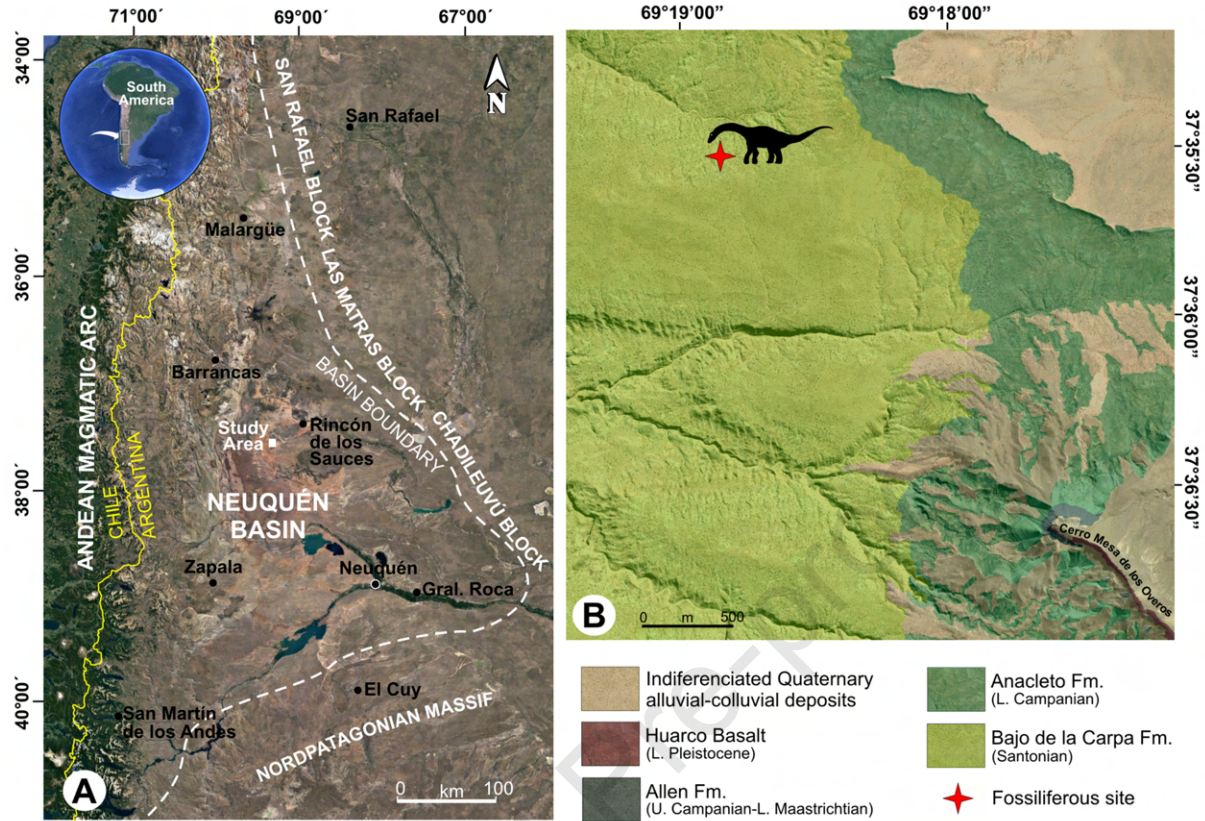 71°00'
69°00'
67°00'
34°00'
36°00'
38°00'
40°00'
South
America
N
San Rafael
Malargüe
SAN RAFAEL BLOCK
LAS MATRAS BLOCK
CHADILEUVÚ BLOCK
BASIN BOUNDARY
ANDEAN MAGMATIC ARC
CHILE
ARGENTINA
Barrancas
Study
Area
Rincón
de los
Sauces
NEUQUÉN
BASIN
Zapala
Neuquén
Gral. Roca
El Cuy
San Martín
de los Andes
NORDPATAGONIAN MASSIF
A
0 km 100
69°19’’
69°18’’
37°35'30’’
37°36'00’’
37°36'30’’
Cerro Mesa de los Overos
B
0 m 500
Indiferenciated Quaternary
alluvial-colluvial deposits
Huarco Basalt
(L. Pleistocene)
Allen Fm.
(U. Campanian-L. Maastrichtian)
Anacleto Fm.
(L. Campanian)
Bajo de la Carpa Fm.
(Santonian)
Fossiliferous site
Pre-p